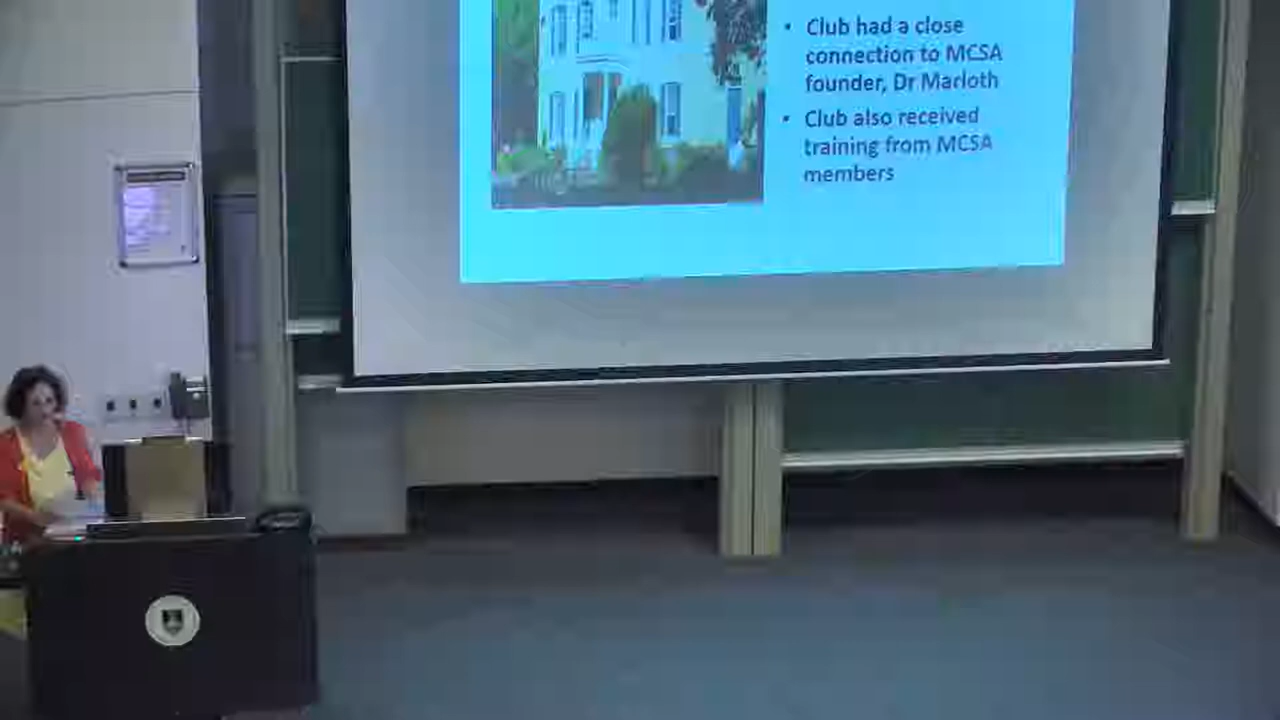 • Club had a close
connection to MCSA
founder, Dr Marloth
• Club also received
training from MCSA
members